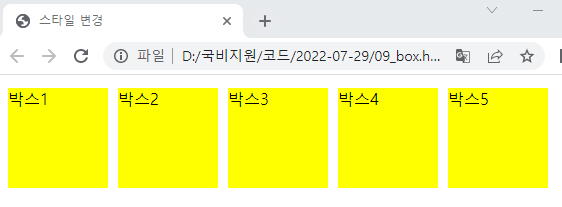 스타일 변경
파일 | D:/국비지원/코드/2022-07-29/09_box.h...
박스1 박스2 박스3 박스4 박스5